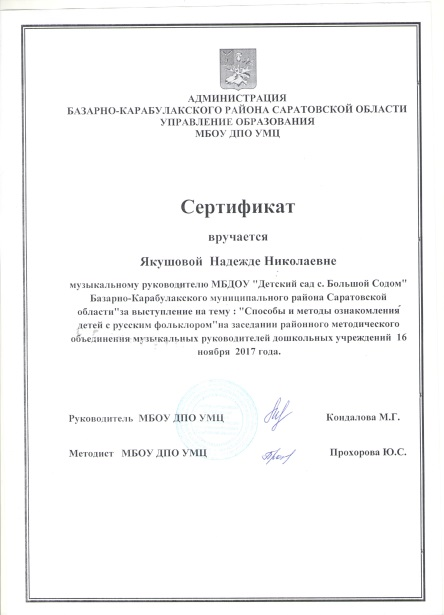 АДМИНИСТРАЦИЯ
БАЗАРНО-КАРАБУЛАКСКОГО РАЙОНА САРАТОВСКОЙ ОБЛАСТИ
УПРАВЛЕНИЕ ОБРАЗОВАНИЯ
МБОУ ДПО УМЦ
Сертификат
вручается
Якушовой Надежде Николаевне
музыкальному руководителю МБДОУ "Детский сад с. Большой Содом"
Базарно-Карабулакского муниципального района Саратовской
области"за выступление на тему : "Способы и методы ознакомления
детей с русским фольклором"на заседании районного методического
объединения музыкальных руководителей дошкольных учреждений 16
ноября 2017 года.
Руководитель МБОУ ДПО УМЦ Кондалова М.Г.
Методист МБОУ ДПО УМЦ Прохорова Ю.С.